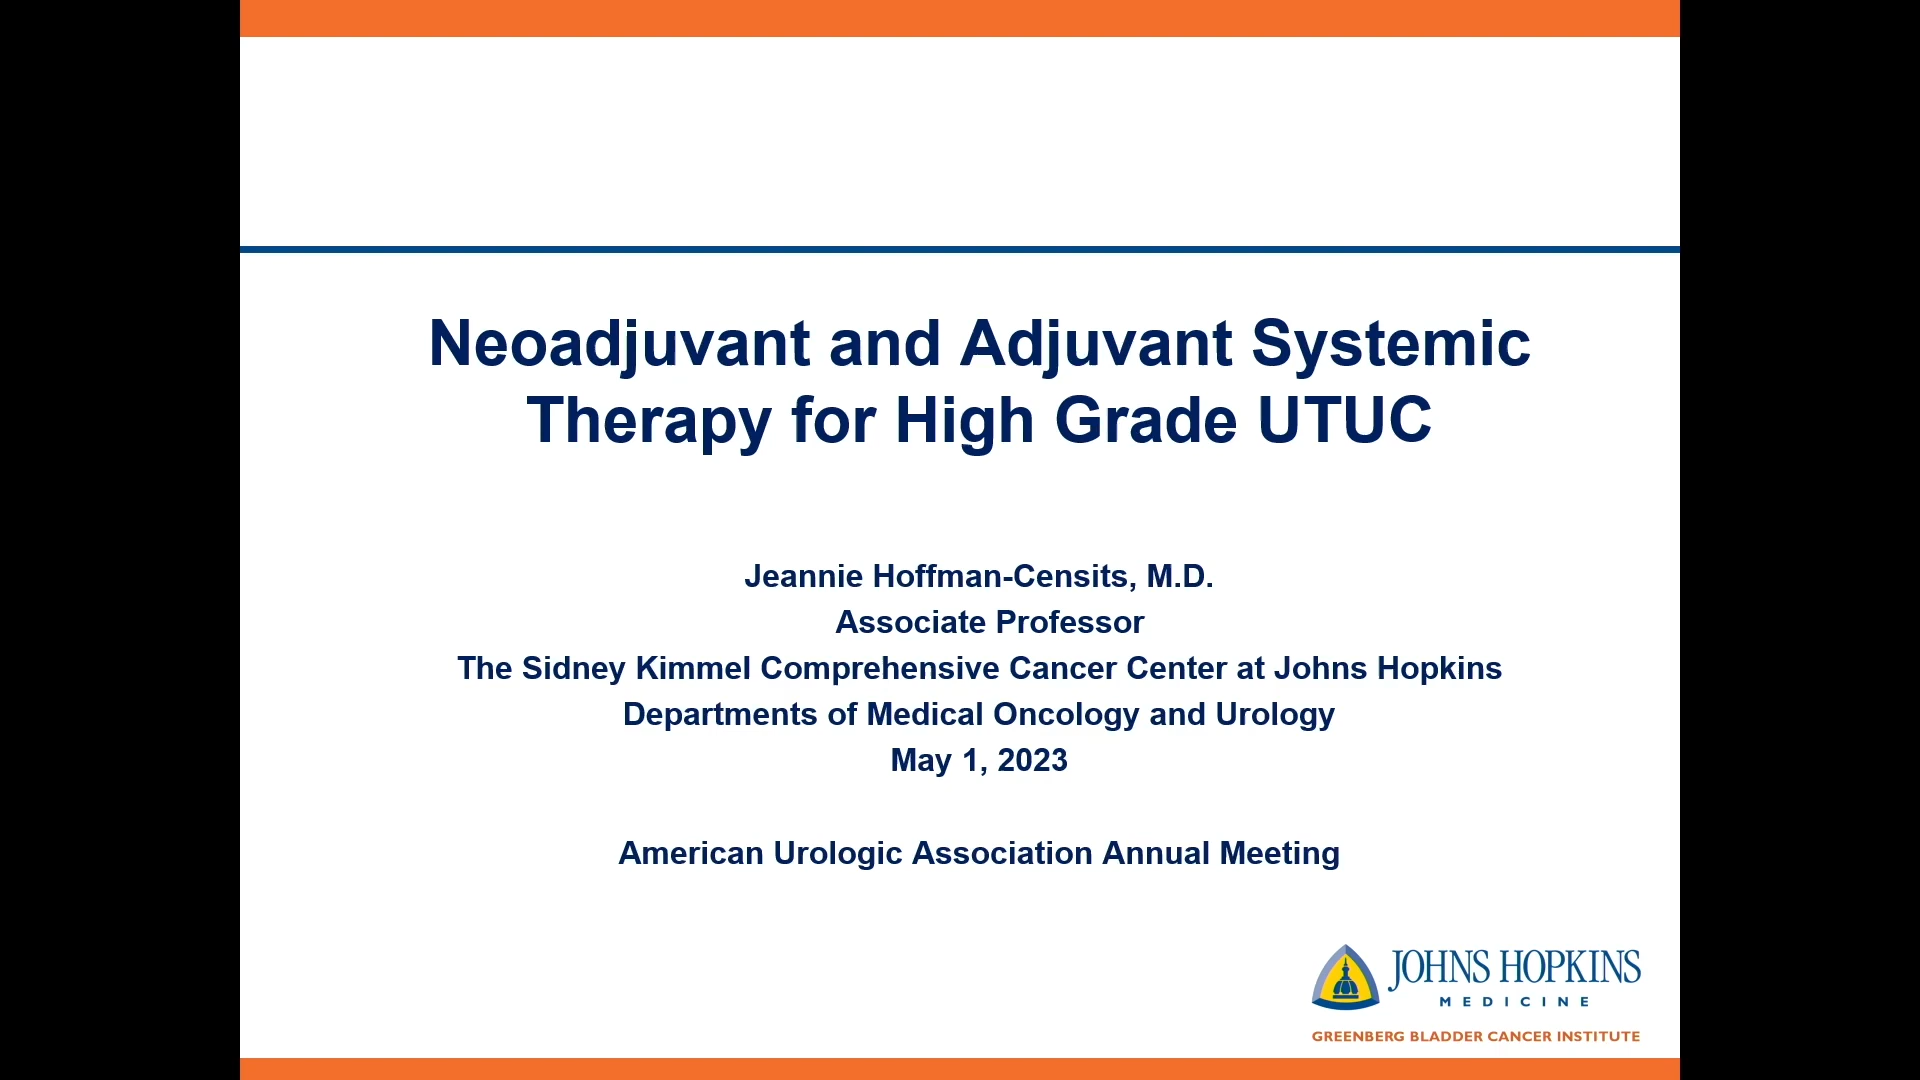 Neoadjuvant and Adjuvant Systemic
Therapy for High Grade UTUC
Jeannie Hoffman-Censits, M.D.
Associate Professor
The Sidney Kimmel Comprehensive Cancer Center at Johns Hopkins
Departments of Medical Oncology and Urology
May 1, 2023
American Urologic Association Annual Meeting
JOHNS HOPKINS
MEDICINE
GREENBERG BLADDER CANCER INSTITUTE